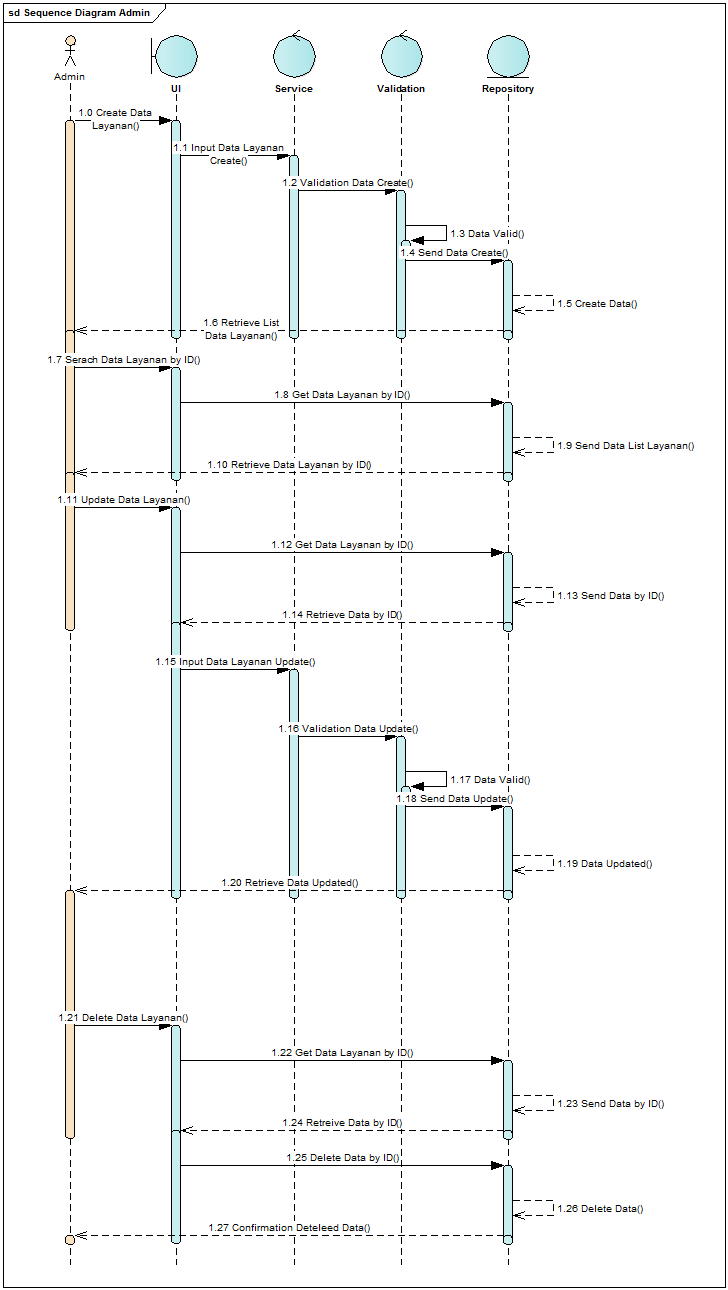 sd Sequence Diagram Admin
Admin
UI
Service
Validation
Repository
1.0 Create Data
Layanan()
1.1 Input Data Layanan
Create()
1.2 Validation Data Create()
1.3 Data Valid()
1.4 Send Data Create()
1.5 Create Data()
1.6 Retrieve List
Data Layanan()
1.7 Serach Data Layanan by ID()
1.8 Get Data Layanan by ID()
1.9 Send Data List Layanan()
1.10 Retrieve Data Layanan by ID()
1.11 Update Data Layanan()
1.12 Get Data Layanan by ID()
1.13 Send Data by ID()
1.14 Retrieve Data by ID()
1.15 Input Data Layanan Update()
1.16 Validation Data Update()
1.17 Data Valid()
1.18 Send Data Update()
1.19 Data Updated()
1.20 Retrieve Data Updated()
1.21 Delete Data Layanan()
1.22 Get Data Layanan by ID()
1.23 Send Data by ID()
1.24 Retreive Data by ID()
1.25 Delete Data by ID()
1.26 Delete Data()
1.27 Confirmation Deteleed Data()